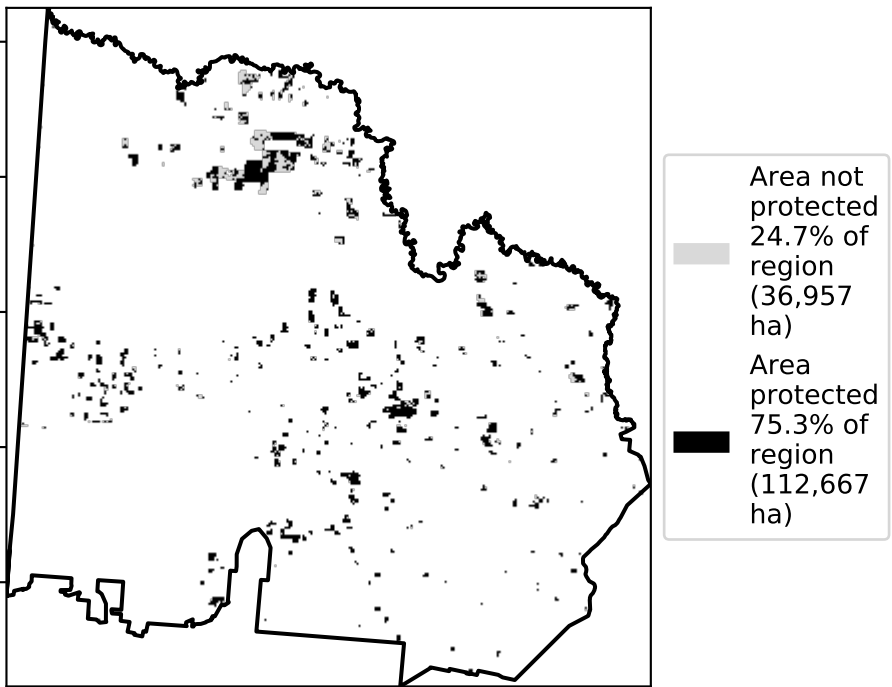 Area not
protected
24.7% of
region
(36,957
ha)
Area
protected
75.3% of
region
(112,667
ha)